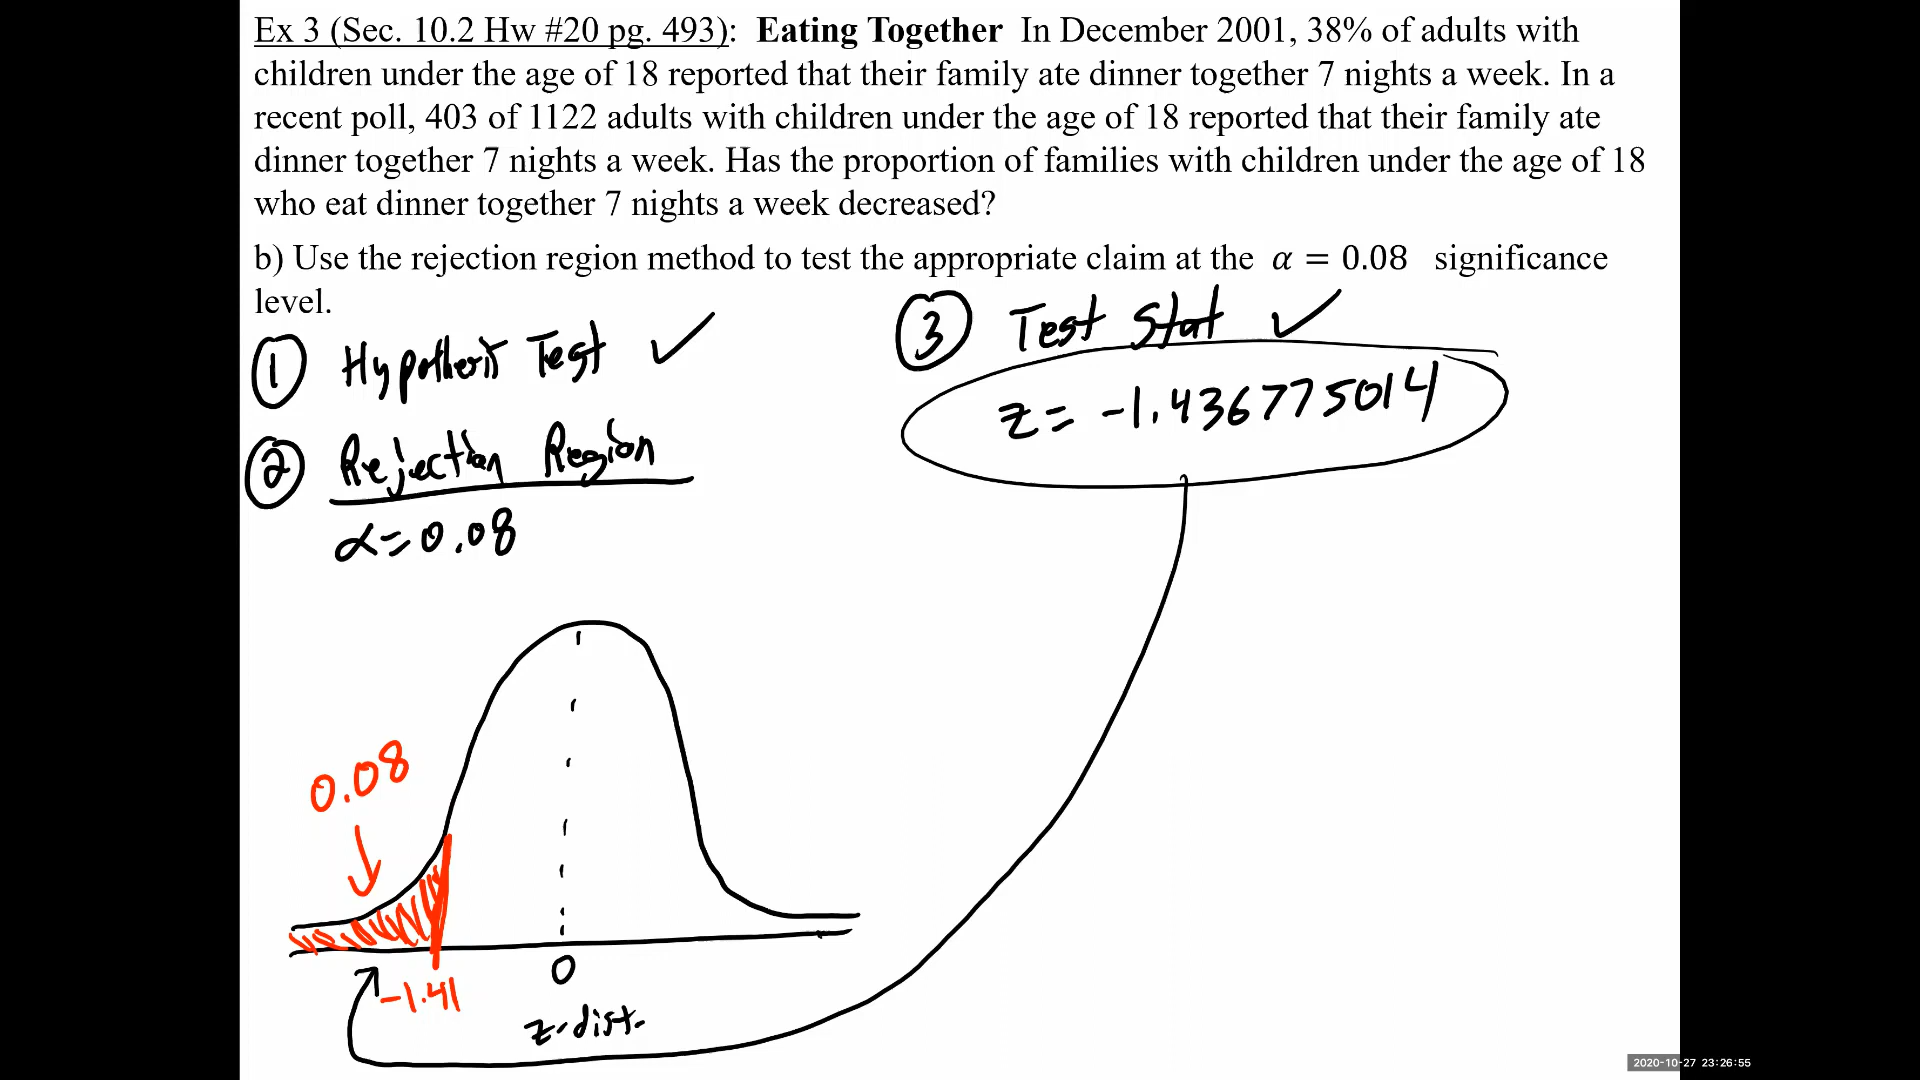 Ex 3 (Sec. 10.2 Hw #20 pg. 493): Eating Together In December 2001, 38% of adults with
children under the age of 18 reported that their family ate dinner together 7 nights a week. In a
recent poll, 403 of 1122 adults with children under the age of 18 reported that their family ate
dinner together 7 nights a week. Has the proportion of families with children under the age of 18
who eat dinner together 7 nights a week decreased?
b) Use the rejection region method to test the appropriate claim at the α = 0.08 significance
level.
① Hypothesis Test ✓
② Rejection Region
α=0.08
③ Test Stat ✓
z= -1.436775014
0.08
-1.41
0
z-dist.
2020-10-27 23:26:55